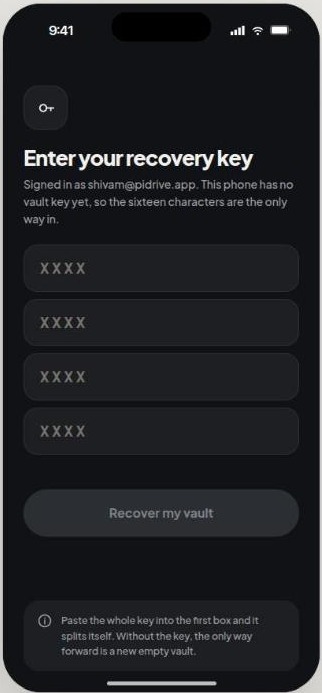 9:41
Enter your recovery key
Signed in as shivam@pidrive.app. This phone has no
vault key yet, so the sixteen characters are the only
way in.
XXXX
XXXX
XXXX
XXXX
Recover my vault
Paste the whole key into the first box and it
splits itself. Without the key, the only way
forward is a new empty vault.